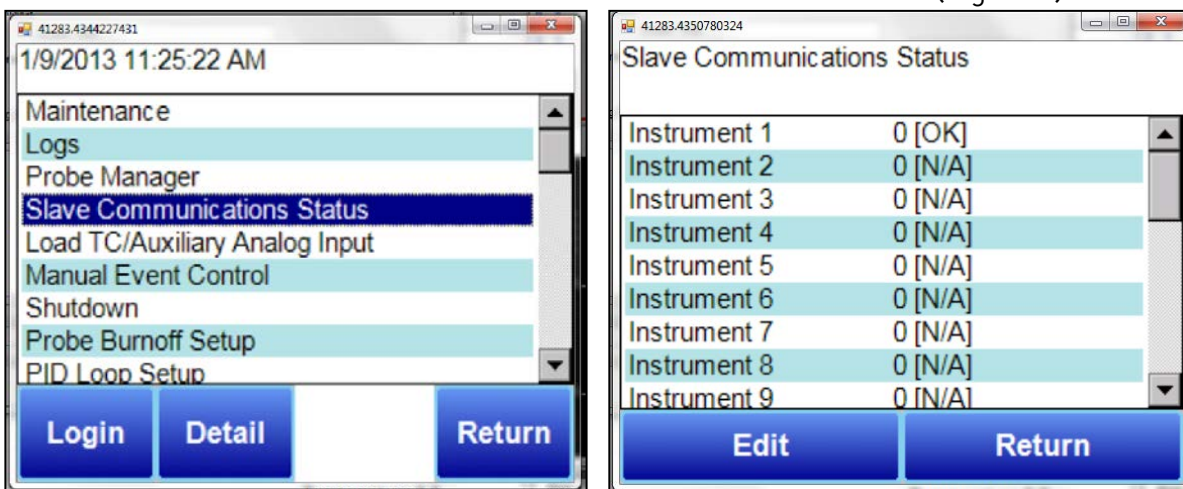 41283.4344227431
1/9/2013 11:25:22 AM
Maintenance
Logs
Probe Manager
Slave Communications Status
Load TC/Auxiliary Analog Input
Manual Event Control
Shutdown
Probe Burnoff Setup
PID Loop Setup
Login Detail Return
41283.4350780324
Slave Communications Status
Instrument 1 0 [OK]
Instrument 2 0 [N/A]
Instrument 3 0 [N/A]
Instrument 4 0 [N/A]
Instrument 5 0 [N/A]
Instrument 6 0 [N/A]
Instrument 7 0 [N/A]
Instrument 8 0 [N/A]
Instrument 9 0 [N/A]
Edit Return